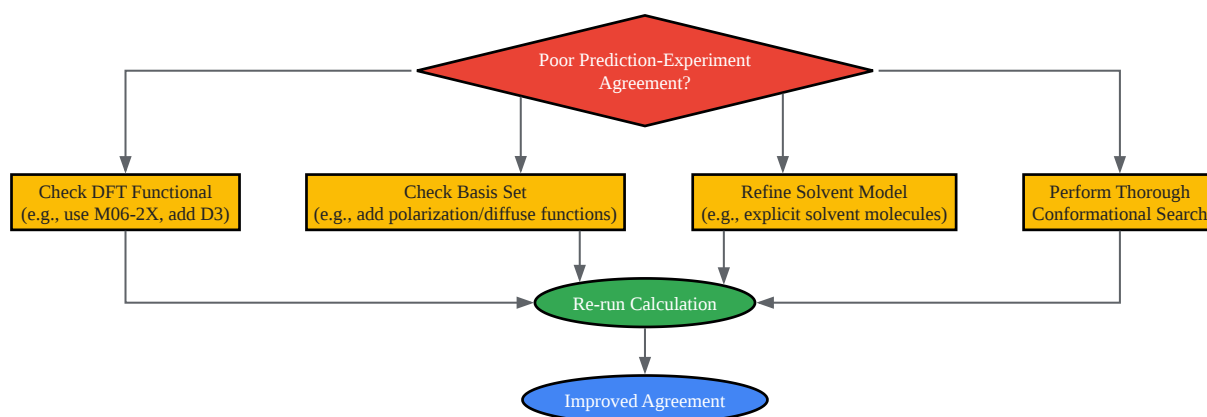 Poor Prediction-Experiment
Agreement?
Check DFT Functional
(e.g., use M06-2X, add D3)
Check Basis Set
(e.g., add polarization/diffuse functions)
Refine Solvent Model
(e.g., explicit solvent molecules)
Perform Thorough
Conformational Search
Re-run Calculation
Improved Agreement